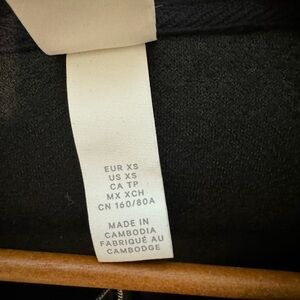 EUR XS
US XS
CA TP
MX XCH
CN 160/80A
MADE IN
CAMBODIA
FABRIQUÉ AU
CAMBODGE